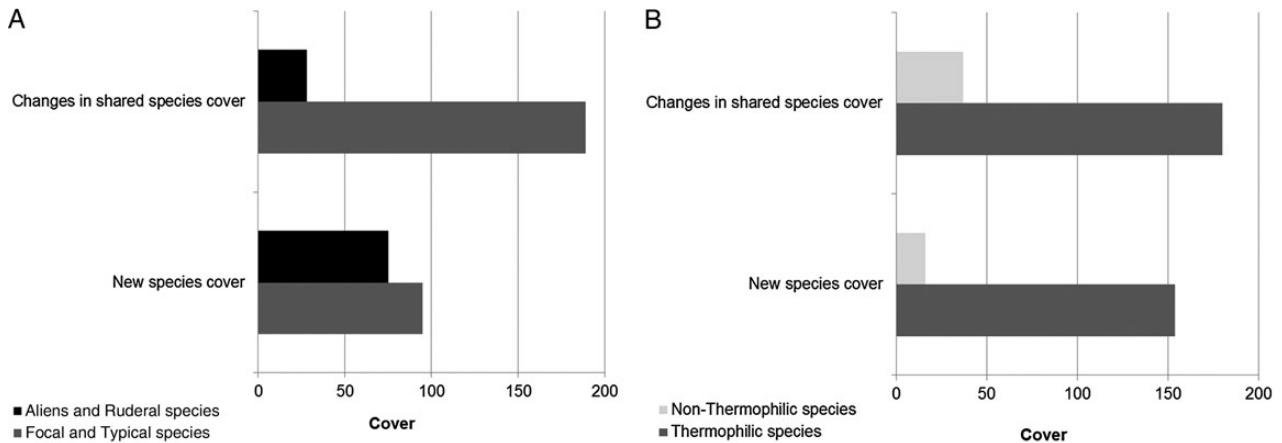 A
Changes in shared species cover
New species cover
0 50 100 150 200
Cover
Aliens and Ruderal species
Focal and Typical species
B
Changes in shared species cover
New species cover
0 50 100 150 200
Cover
Non-Thermophilic species
Thermophilic species